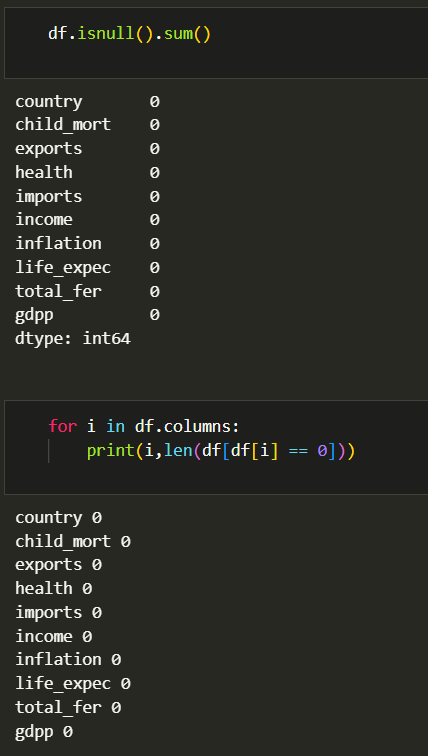 df.isnull().sum()
country 0
child_mort 0
exports 0
health 0
imports 0
income 0
inflation 0
life_expec 0
total_fer 0
gdpp 0
dtype: int64
for i in df.columns:
print(i,len(df[df[i] == 0]))
country 0
child_mort 0
exports 0
health 0
imports 0
income 0
inflation 0
life_expec 0
total_fer 0
gdpp 0